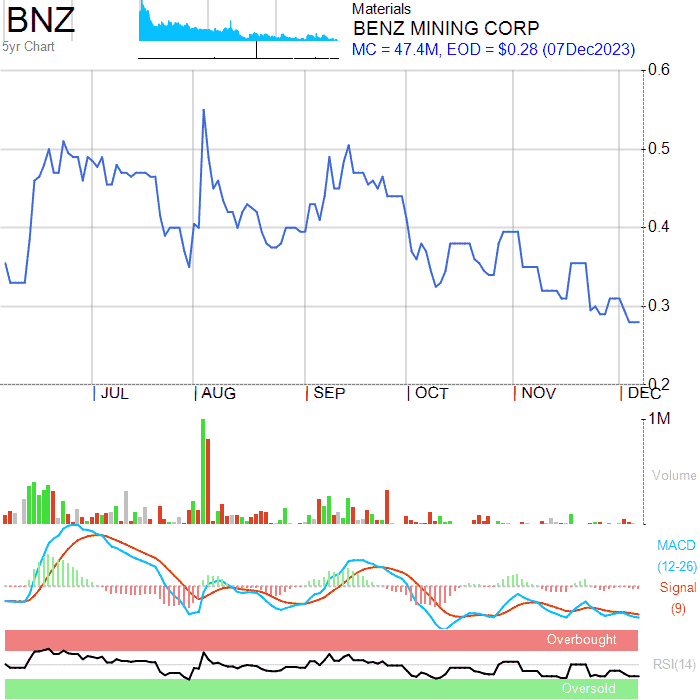 BNZ
5yr Chart
Materials
BENZ MINING CORP
MC = 47.4M, EOD = $0.28 (07Dec2023)
0.6
0.5
0.4
0.3
0.2
JUL AUG SEP OCT NOV DEC
1M
Volume
MACD
(12-26)
Signal
(9)
Overbought
RSI(14)
Oversold